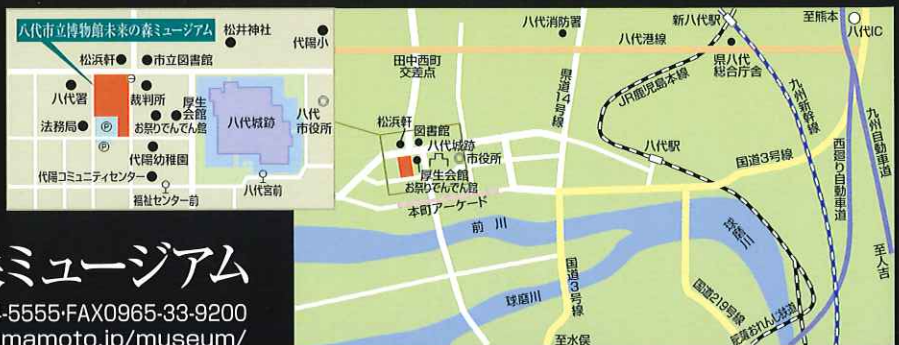 八代市立博物館未来の森ミュージアム
松井神社
代陽小
松浜軒
市立図書館
八代署
裁判所
厚生
会館
お祭りでんでん館
八代城跡
八代
市役所
法務局
P
P
代陽幼稚園
代陽コミュニティセンター
福祉センター前
八代宮前
ミュージアム
-5555・FAX0965-33-9200
mamoto.jp/museum/
八代消防署
新八代駅
至熊本
八代IC
八代港線
田中西町
交差点
県道14号線
県八代
総合庁舎
JR鹿児島本線
九州新幹線
九州自動車道
西廻り自動車道
松浜軒
図書館
八代城跡
市役所
厚生会館
お祭りでんでん館
八代駅
国道3号線
本町アーケード
前川
球磨川
球磨川
国道3号線
国道219号線
肥薩おれんじ鉄道
至人吉
至水俣